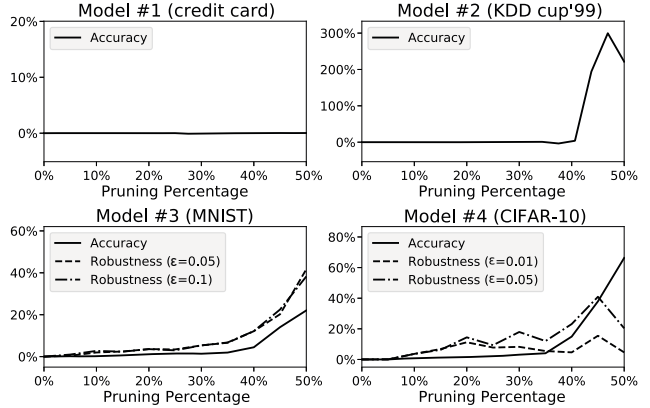 Model #1 (credit card)
20%
10%
0%
Accuracy
0% 10% 20% 30% 40% 50%
Pruning Percentage
Model #2 (KDD cup'99)
300%
200%
100%
0%
Accuracy
0% 10% 20% 30% 40% 50%
Pruning Percentage
Model #3 (MNIST)
60%
40%
20%
0%
Accuracy
Robustness (ε=0.05)
Robustness (ε=0.1)
0% 10% 20% 30% 40% 50%
Pruning Percentage
Model #4 (CIFAR-10)
80%
60%
40%
20%
0%
Accuracy
Robustness (ε=0.01)
Robustness (ε=0.05)
0% 10% 20% 30% 40% 50%
Pruning Percentage